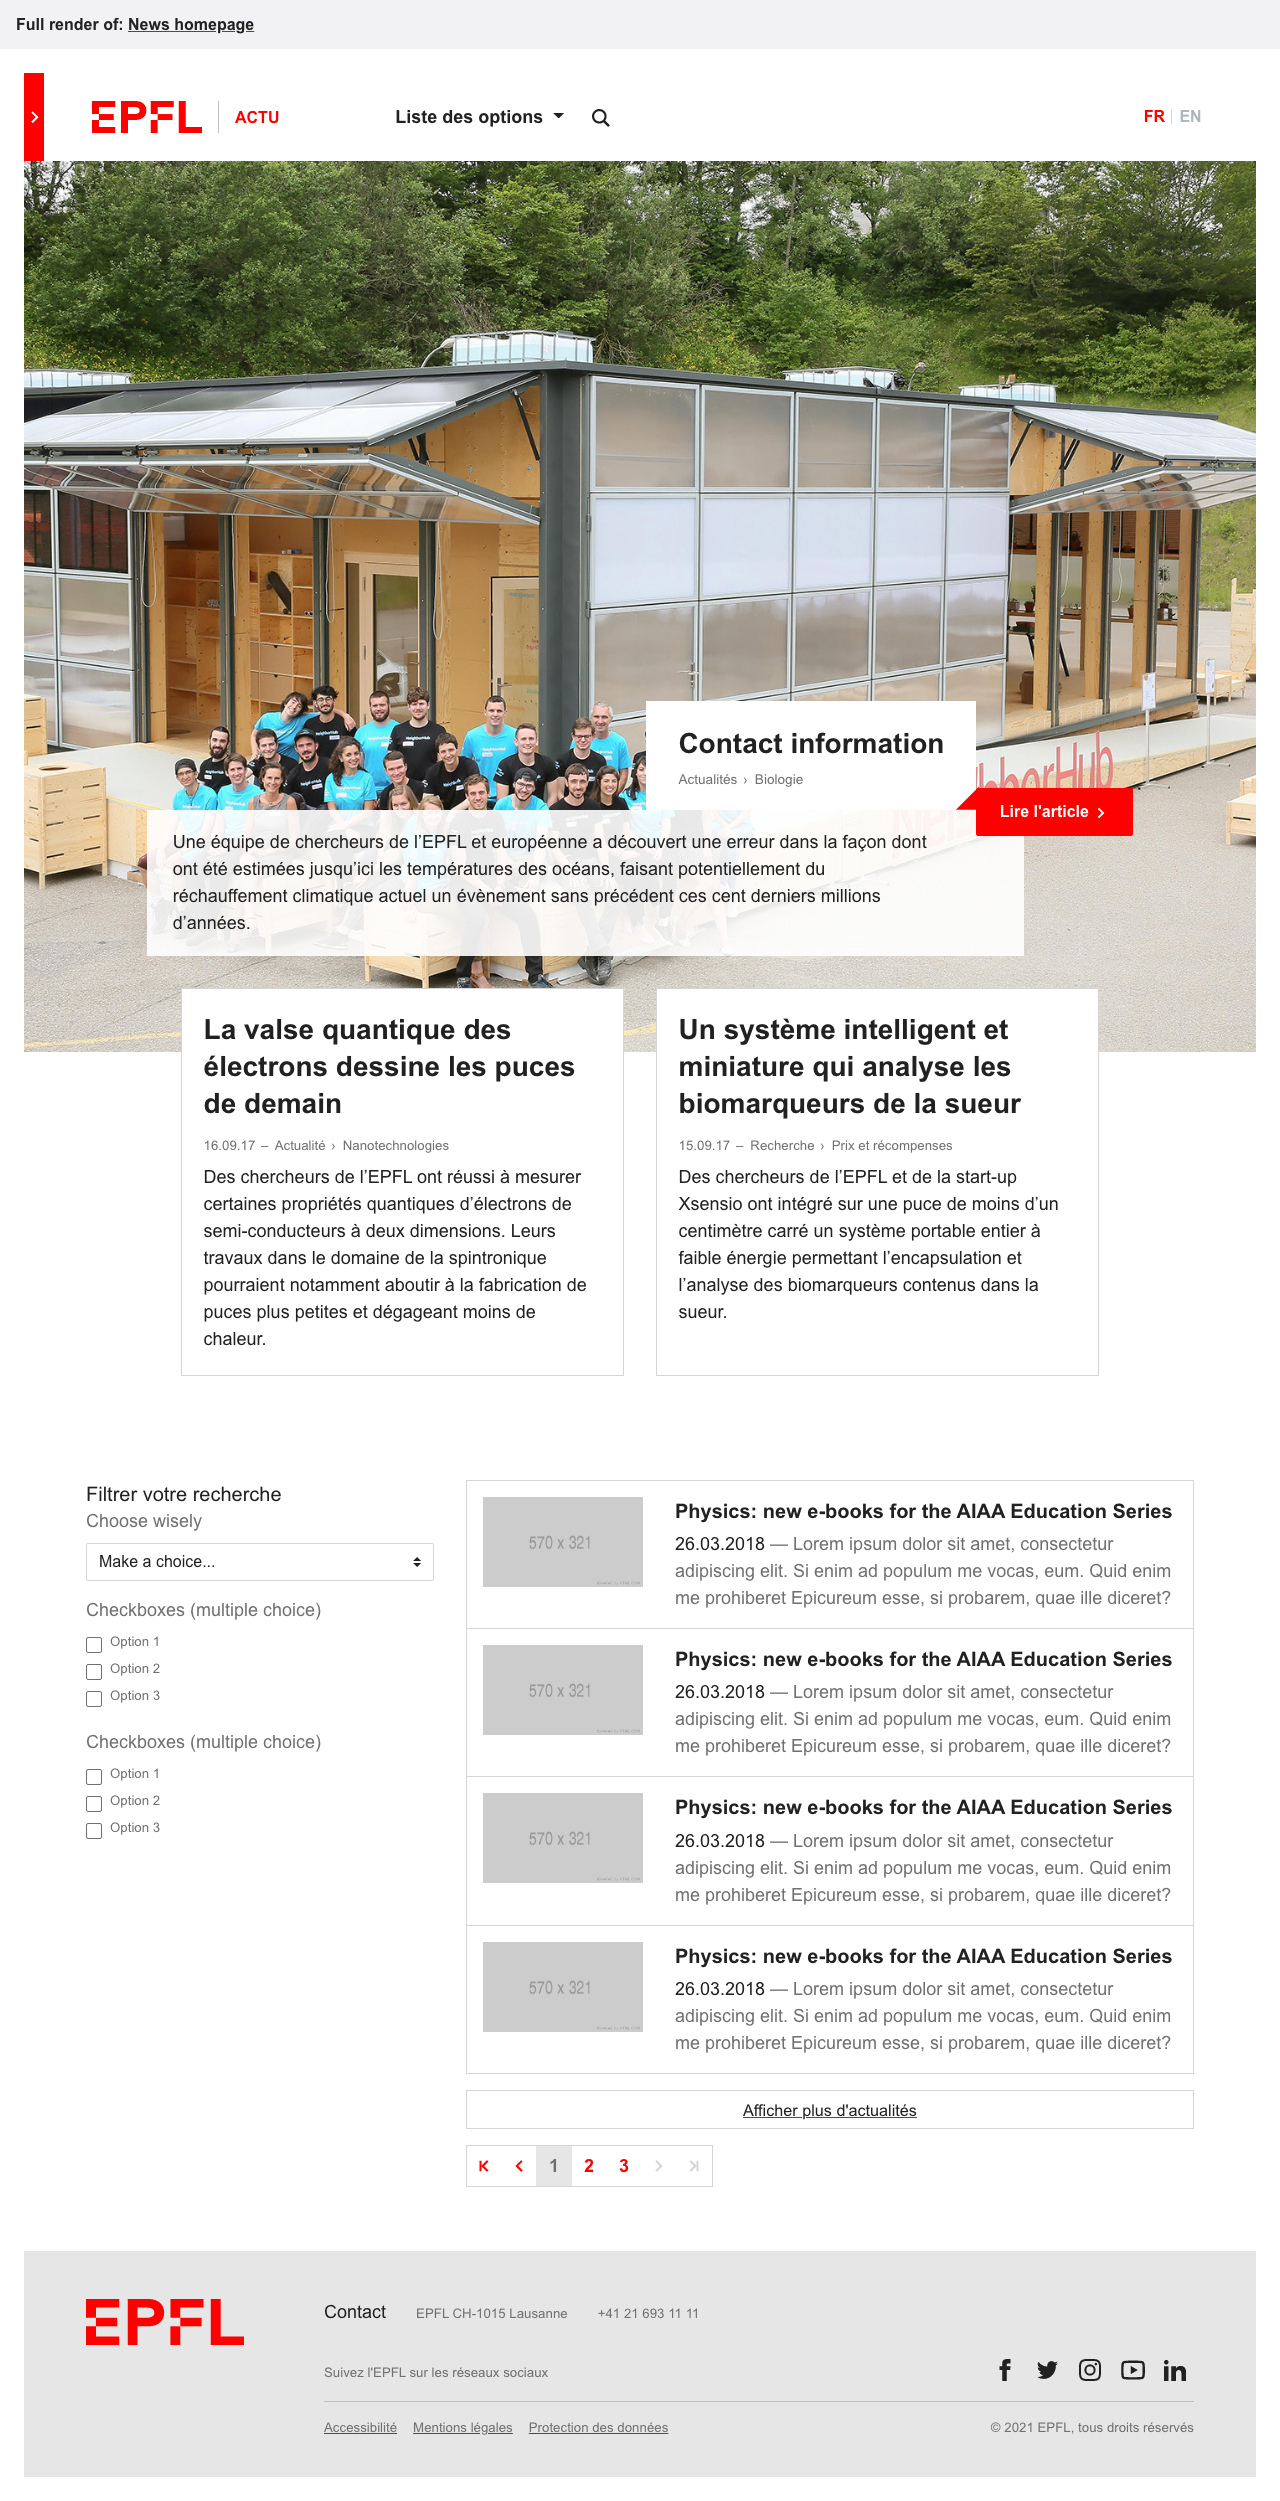 Full render of: News homepage
EPFL ACTU Liste des options FR EN
Contact information
Actualités › Biologie
Lire l'article
Une équipe de chercheurs de l’EPFL et européenne a découvert une erreur dans la façon dont
ont été estimées jusqu’ici les températures des océans, faisant potentiellement du
réchauffement climatique actuel un évènement sans précédent ces cent derniers millions
d’années.
La valse quantique des
électrons dessine les puces
de demain
16.09.17 – Actualité › Nanotechnologies
Des chercheurs de l’EPFL ont réussi à mesurer
certaines propriétés quantiques d’électrons de
semi-conducteurs à deux dimensions. Leurs
travaux dans le domaine de la spintronique
pourraient notamment aboutir à la fabrication de
puces plus petites et dégageant moins de
chaleur.
Un système intelligent et
miniature qui analyse les
biomarqueurs de la sueur
15.09.17 – Recherche › Prix et récompenses
Des chercheurs de l’EPFL et de la start-up
Xsensio ont intégré sur une puce de moins d’un
centimètre carré un système portable entier à
faible énergie permettant l’encapsulation et
l’analyse des biomarqueurs contenus dans la
sueur.
Filtrer votre recherche
Choose wisely
Make a choice...
Checkboxes (multiple choice)
Option 1
Option 2
Option 3
Checkboxes (multiple choice)
Option 1
Option 2
Option 3
570 x 321
Physics: new e-books for the AIAA Education Series
26.03.2018 — Lorem ipsum dolor sit amet, consectetur
adipiscing elit. Si enim ad populum me vocas, eum. Quid enim
me prohiberet Epicureum esse, si probarem, quae ille diceret?
570 x 321
Physics: new e-books for the AIAA Education Series
26.03.2018 — Lorem ipsum dolor sit amet, consectetur
adipiscing elit. Si enim ad populum me vocas, eum. Quid enim
me prohiberet Epicureum esse, si probarem, quae ille diceret?
570 x 321
Physics: new e-books for the AIAA Education Series
26.03.2018 — Lorem ipsum dolor sit amet, consectetur
adipiscing elit. Si enim ad populum me vocas, eum. Quid enim
me prohiberet Epicureum esse, si probarem, quae ille diceret?
570 x 321
Physics: new e-books for the AIAA Education Series
26.03.2018 — Lorem ipsum dolor sit amet, consectetur
adipiscing elit. Si enim ad populum me vocas, eum. Quid enim
me prohiberet Epicureum esse, si probarem, quae ille diceret?
Afficher plus d'actualités
1 2 3
EPFL
Contact EPFL CH-1015 Lausanne +41 21 693 11 11
Suivez l'EPFL sur les réseaux sociaux
Accessibilité Mentions légales Protection des données © 2021 EPFL, tous droits réservés